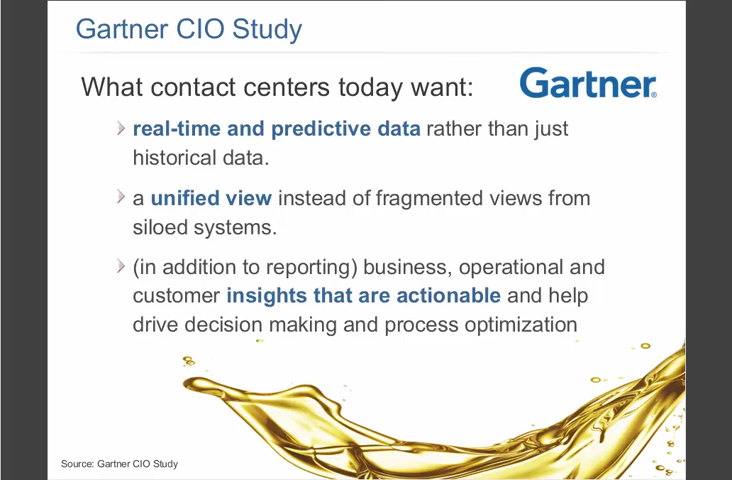 Gartner CIO Study
What contact centers today want:
Gartner®
real-time and predictive data rather than just
historical data.
a unified view instead of fragmented views from
siloed systems.
(in addition to reporting) business, operational and
customer insights that are actionable and help
drive decision making and process optimization
Source: Gartner CIO Study